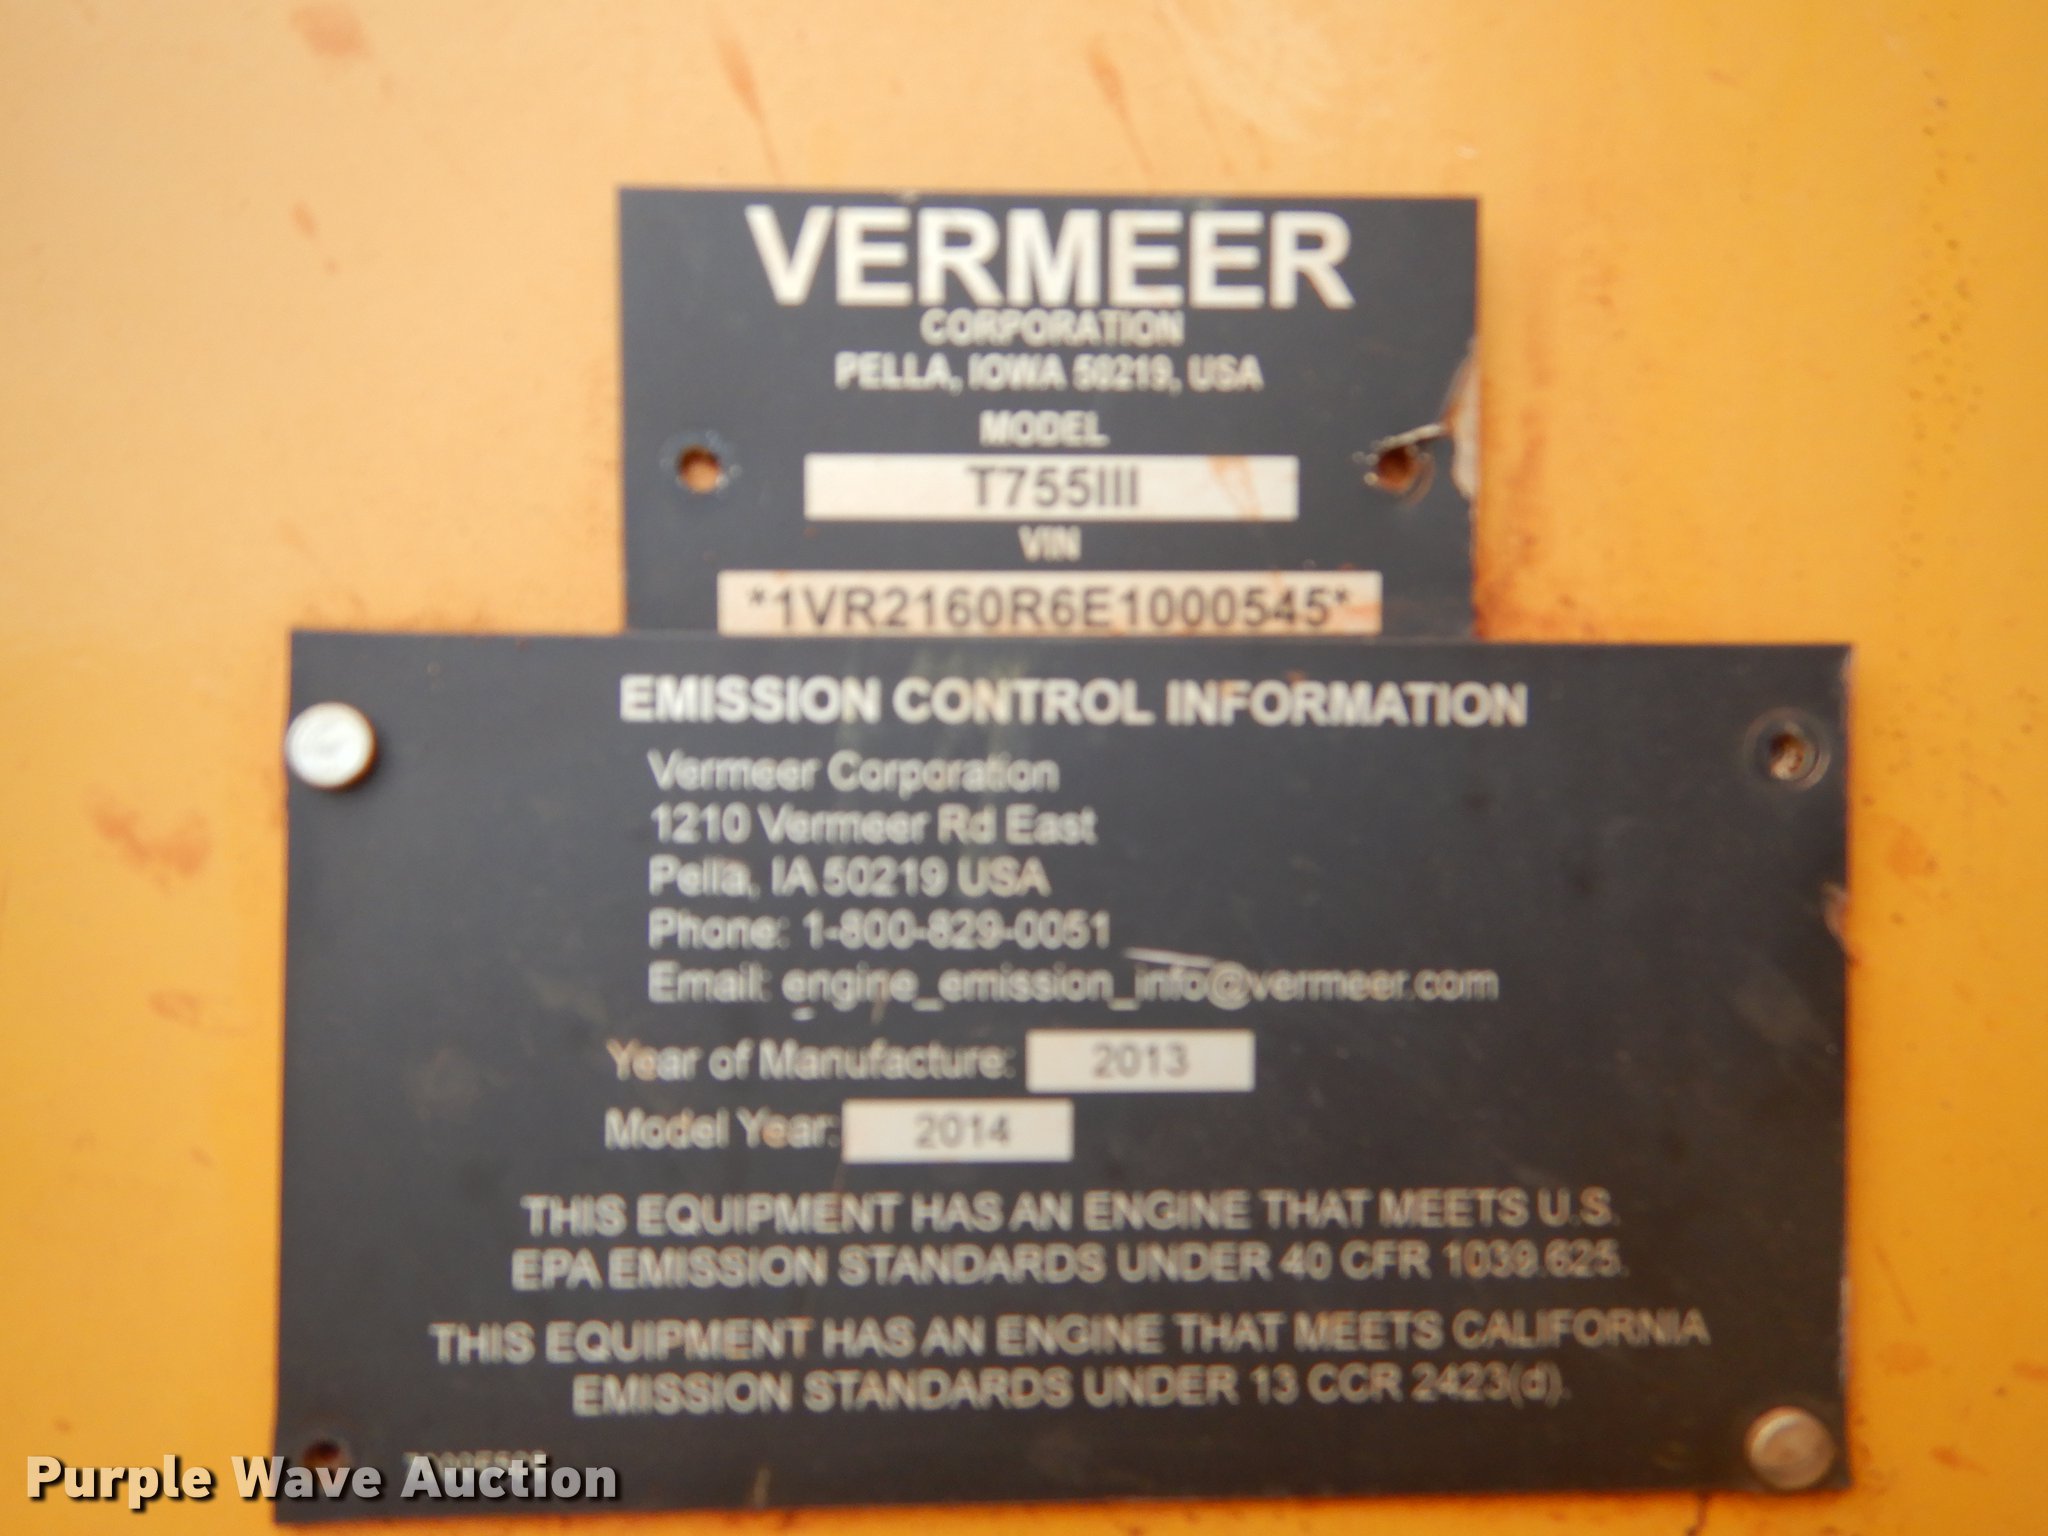 VERMEER
CORPORATION
PELLA, IOWA 50219, USA
MODEL
T755III
VIN
*1VR2160R6E1000545*
EMISSION CONTROL INFORMATION
Vermeer Corporation
1210 Vermeer Rd East
Pella, IA 50219 USA
Phone: 1-800-829-0051
Email: engine_emission_info@vermeer.com
Year of Manufacture: 2013
Model Year: 2014
THIS EQUIPMENT HAS AN ENGINE THAT MEETS U.S.
EPA EMISSION STANDARDS UNDER 40 CFR 1039.625.
THIS EQUIPMENT HAS AN ENGINE THAT MEETS CALIFORNIA
EMISSION STANDARDS UNDER 13 CCR 2423(d).
Purple Wave Auction